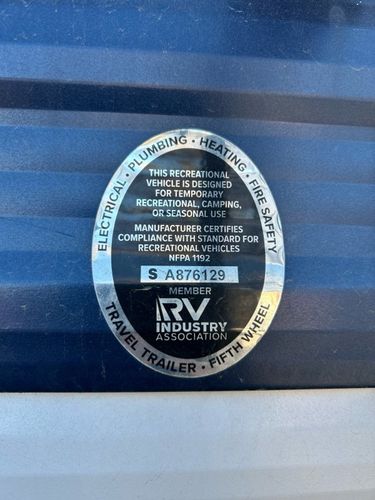 ELECTRICAL • PLUMBING • HEATING • FIRE SAFETY
THIS RECREATIONAL
VEHICLE IS DESIGNED
FOR TEMPORARY
RECREATIONAL, CAMPING,
OR SEASONAL USE
MANUFACTURER CERTIFIES
COMPLIANCE WITH STANDARD FOR
RECREATIONAL VEHICLES
NFPA 1192
S A876129
MEMBER
RV
INDUSTRY
ASSOCIATION
TRAVEL TRAILER • FIFTH WHEEL